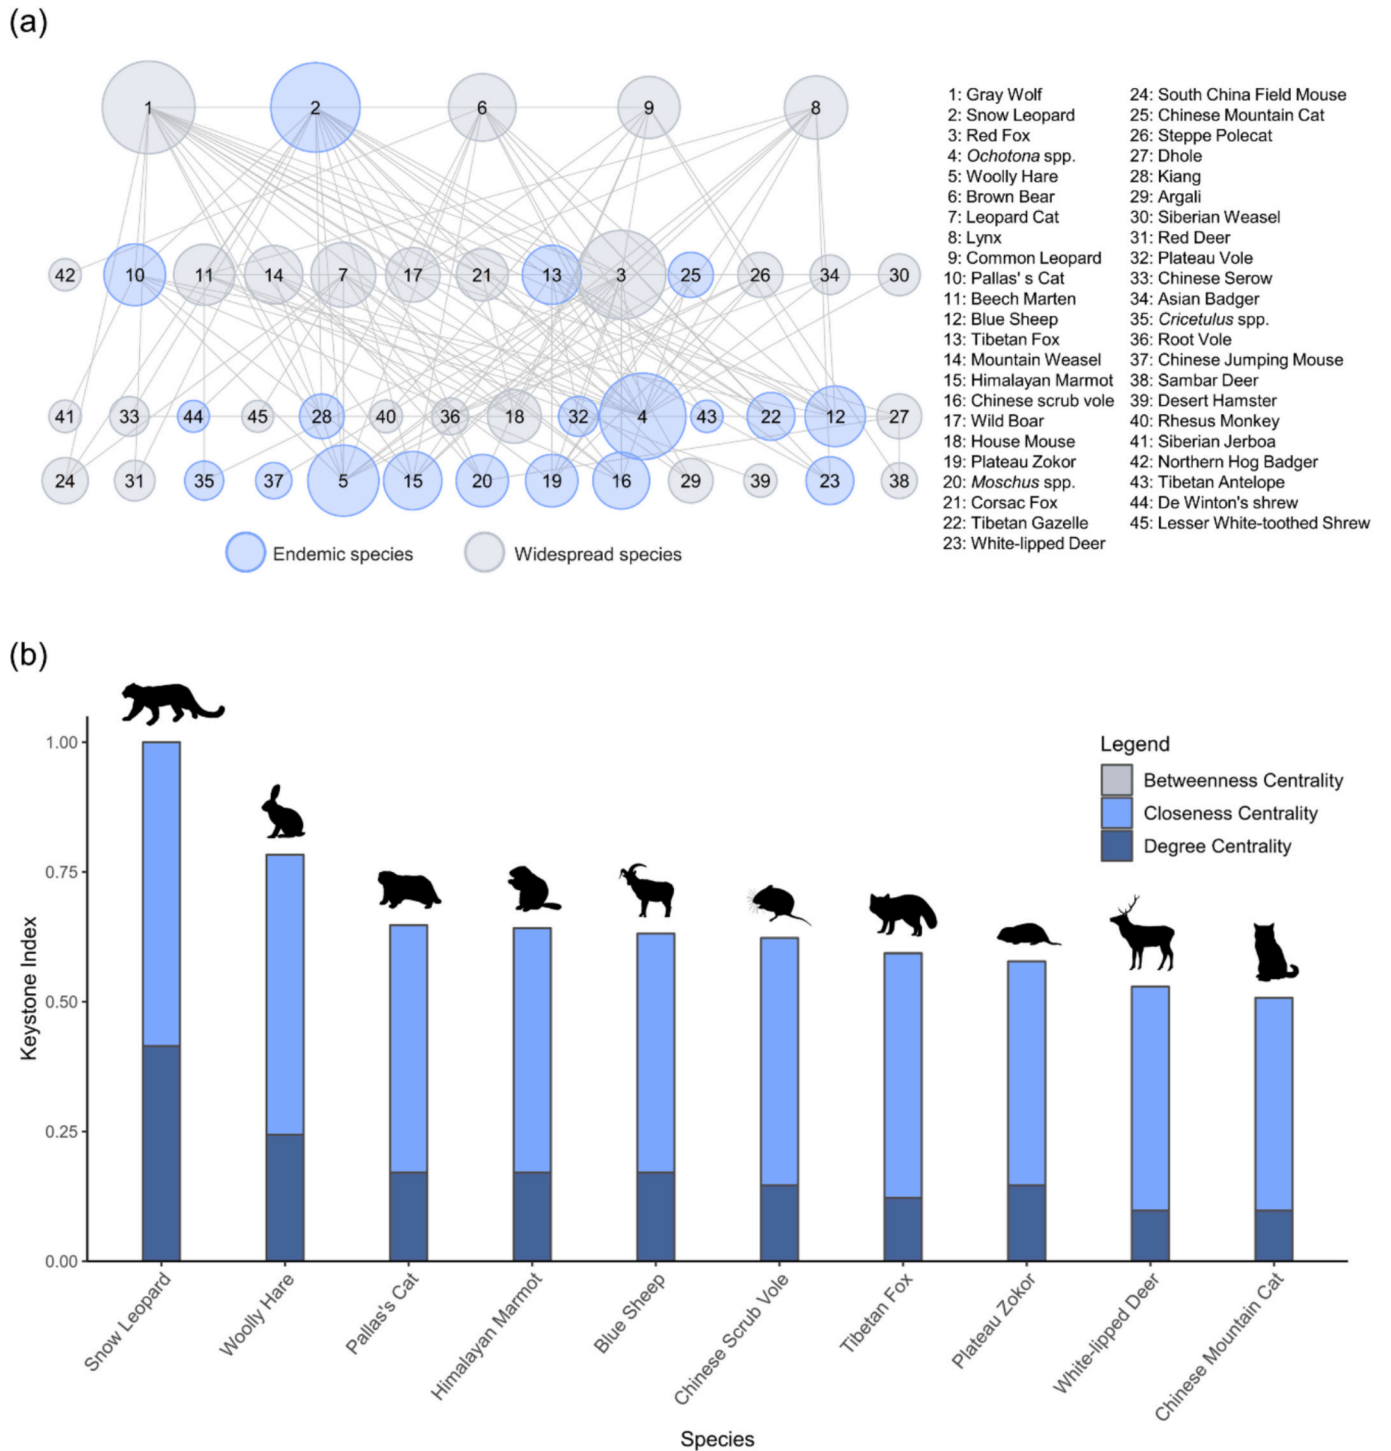 (a)
1 2 6 9 8
42 10 11 14 7 17 21 13 3 25 26 34 30
41 33 44 45 28 40 36 18 32 4 43 22 12 27
24 31 35 37 5 15 20 19 16 29 39 23 38
Endemic species
Widespread species
1: Gray Wolf
2: Snow Leopard
3: Red Fox
4: Ochotona spp.
5: Woolly Hare
6: Brown Bear
7: Leopard Cat
8: Lynx
9: Common Leopard
10: Pallas' s Cat
11: Beech Marten
12: Blue Sheep
13: Tibetan Fox
14: Mountain Weasel
15: Himalayan Marmot
16: Chinese scrub vole
17: Wild Boar
18: House Mouse
19: Plateau Zokor
20: Moschus spp.
21: Corsac Fox
22: Tibetan Gazelle
23: White-lipped Deer
24: South China Field Mouse
25: Chinese Mountain Cat
26: Steppe Polecat
27: Dhole
28: Kiang
29: Argali
30: Siberian Weasel
31: Red Deer
32: Plateau Vole
33: Chinese Serow
34: Asian Badger
35: Cricetulus spp.
36: Root Vole
37: Chinese Jumping Mouse
38: Sambar Deer
39: Desert Hamster
40: Rhesus Monkey
41: Siberian Jerboa
42: Northern Hog Badger
43: Tibetan Antelope
44: De Winton's shrew
45: Lesser White-toothed Shrew
(b)
Keystone Index
1.00
0.75
0.50
0.25
0.00
Legend
Betweenness Centrality
Closeness Centrality
Degree Centrality
Snow Leopard
Woolly Hare
Pallas's Cat
Himalayan Marmot
Blue Sheep
Chinese Scrub Vole
Tibetan Fox
Plateau Zokor
White-lipped Deer
Chinese Mountain Cat
Species